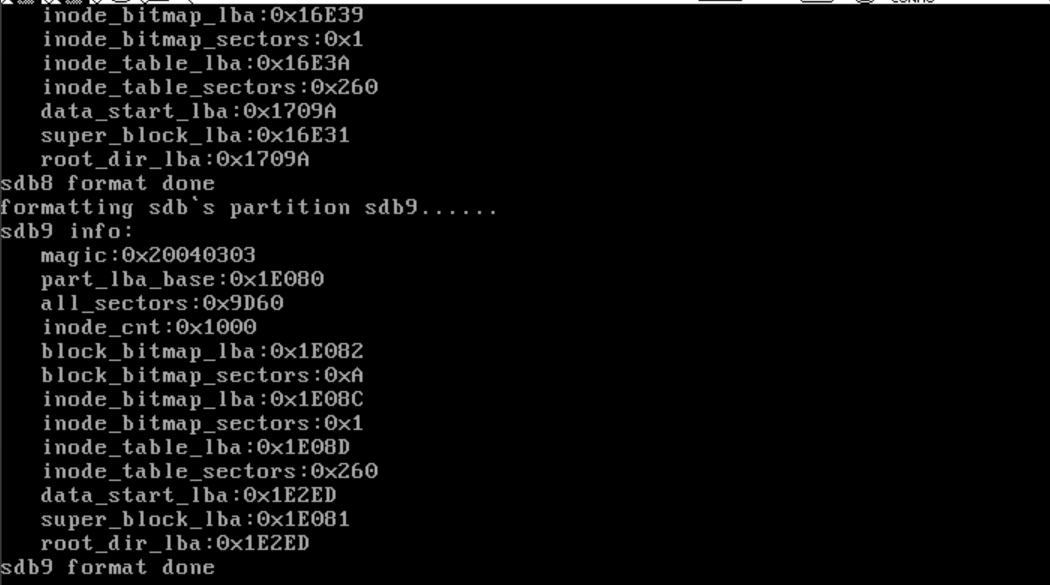 inode_bitmap_lba:0x16E39
inode_bitmap_sectors:0x1
inode_table_lba:0x16E3A
inode_table_sectors:0x260
data_start_lba:0x1709A
super_block_lba:0x16E31
root_dir_lba:0x1709A
sdb8 format done
formatting sdb`s partition sdb9......
sdb9 info:
magic:0x20040303
part_lba_base:0x1E080
all_sectors:0x9D60
inode_cnt:0x1000
block_bitmap_lba:0x1E082
block_bitmap_sectors:0xA
inode_bitmap_lba:0x1E08C
inode_bitmap_sectors:0x1
inode_table_lba:0x1E08D
inode_table_sectors:0x260
data_start_lba:0x1E2ED
super_block_lba:0x1E081
root_dir_lba:0x1E2ED
sdb9 format done